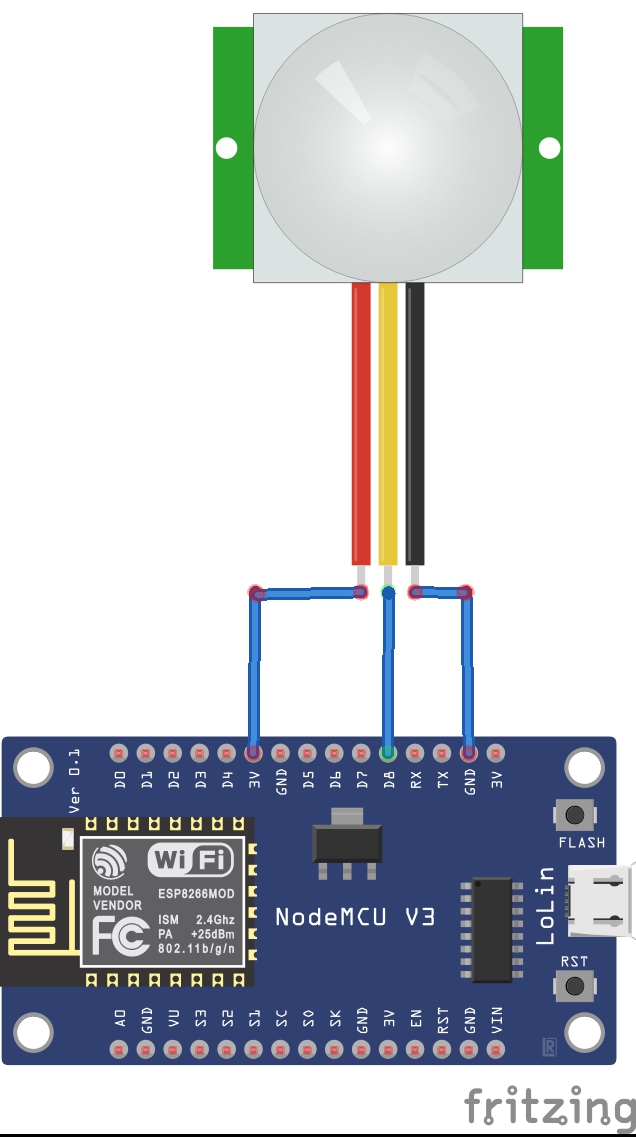 Ver 0.1
D0 D1 D2 D3 D4 3V GND D5 D6 D7 D8 RX TX GND 3V
FLASH
WiFi
MODEL
VENDOR
ESP8266MOD
FC
ISM 2.4Ghz
PA +25dBm
802.11b/g/n
NodeMCU V3
LoLin
RST
A0 GND VU S3 S2 S1 SC S0 SK GND 3V EN RST GND VIN
R
fritzing